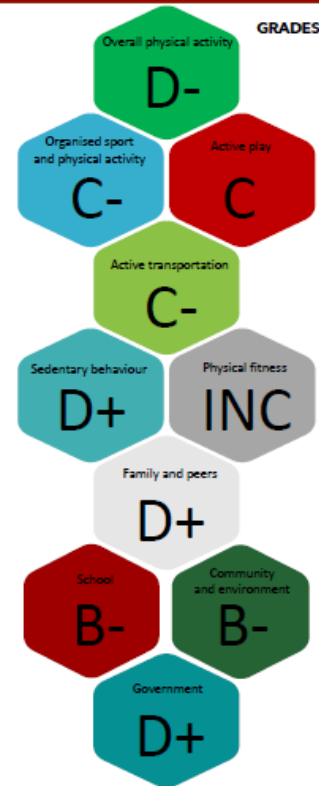 GRADES
Overall physical activity
D-
Organised sport
and physical activity
C-
Active play
C
Active transportation
C-
Sedentary behaviour
D+
Physical fitness
INC
Family and peers
D+
School
B-
Community
and environment
B-
Government
D+